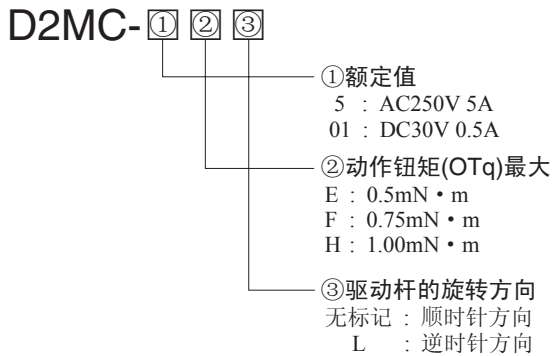 D2MC-①②③
①额定值
5 : AC250V 5A
01 : DC30V 0.5A
②动作钮矩(OTq)最大
E : 0.5mN・m
F : 0.75mN・m
H : 1.00mN・m
③驱动杆的旋转方向
无标记 : 顺时针方向
L : 逆时针方向